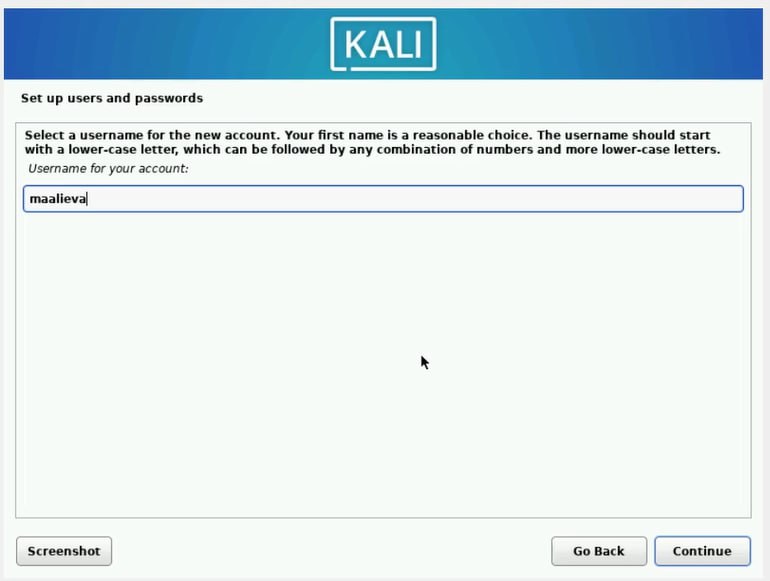 KALI
Set up users and passwords
Select a username for the new account. Your first name is a reasonable choice. The username should start
with a lower-case letter, which can be followed by any combination of numbers and more lower-case letters.
Username for your account:
maalieva
Screenshot
Go Back
Continue